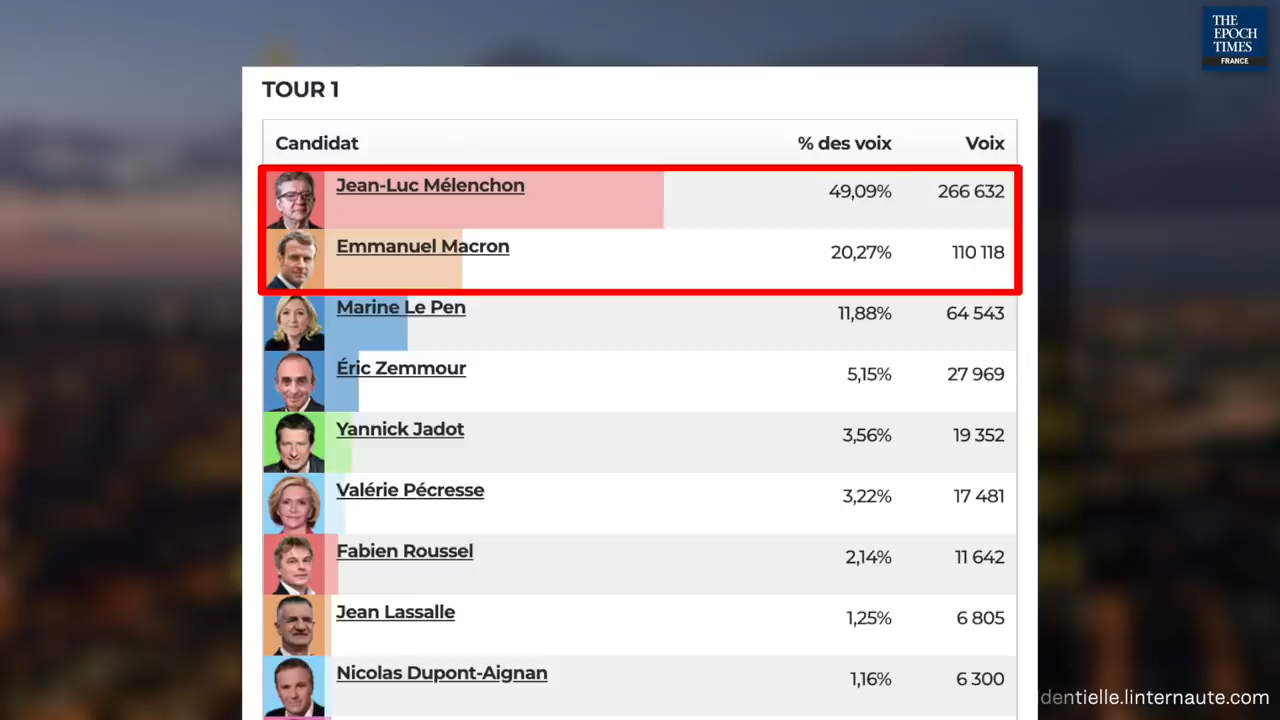 THE
EPOCH
TIMES
FRANCE
TOUR 1
Candidat % des voix Voix
Jean-Luc Mélenchon 49,09% 266 632
Emmanuel Macron 20,27% 110 118
Marine Le Pen 11,88% 64 543
Éric Zemmour 5,15% 27 969
Yannick Jadot 3,56% 19 352
Valérie Pécresse 3,22% 17 481
Fabien Roussel 2,14% 11 642
Jean Lassalle 1,25% 6 805
Nicolas Dupont-Aignan 1,16% 6 300
dentielle.linternaute.com